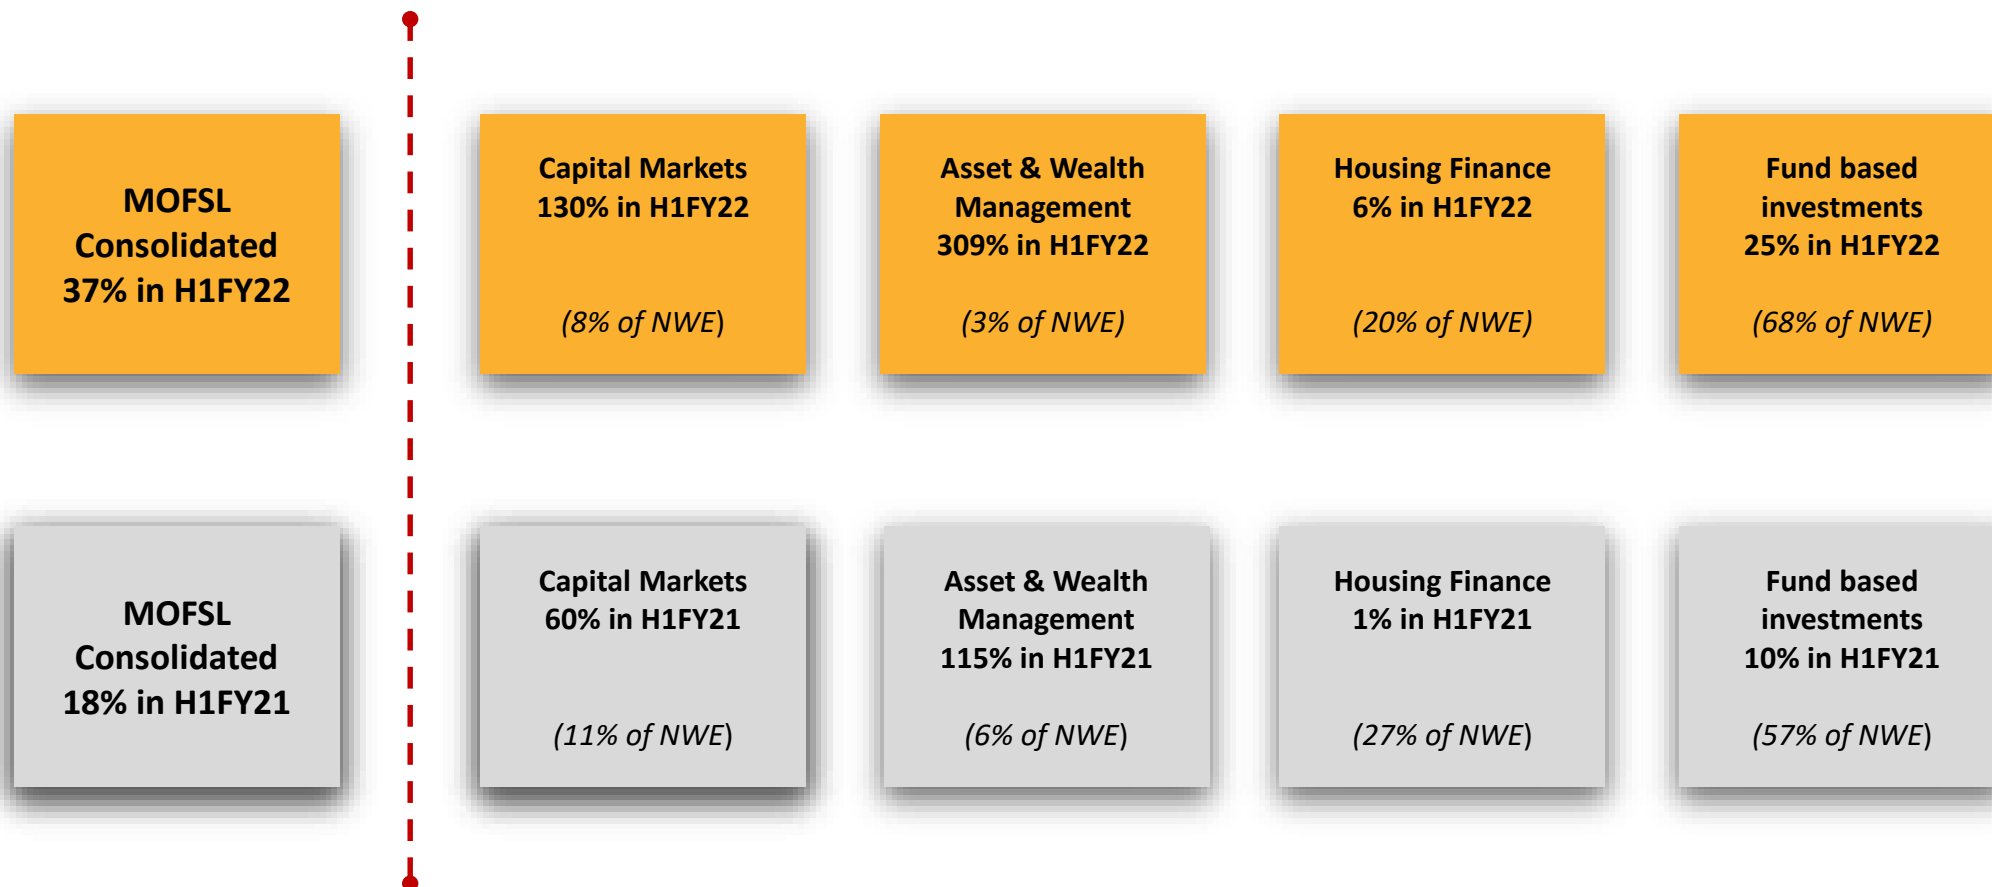 MOFSL
Consolidated
37% in H1FY22
Capital Markets
130% in H1FY22
(8% of NWE)
Asset & Wealth
Management
309% in H1FY22
(3% of NWE)
Housing Finance
6% in H1FY22
(20% of NWE)
Fund based
investments
25% in H1FY22
(68% of NWE)
MOFSL
Consolidated
18% in H1FY21
Capital Markets
60% in H1FY21
(11% of NWE)
Asset & Wealth
Management
115% in H1FY21
(6% of NWE)
Housing Finance
1% in H1FY21
(27% of NWE)
Fund based
investments
10% in H1FY21
(57% of NWE)